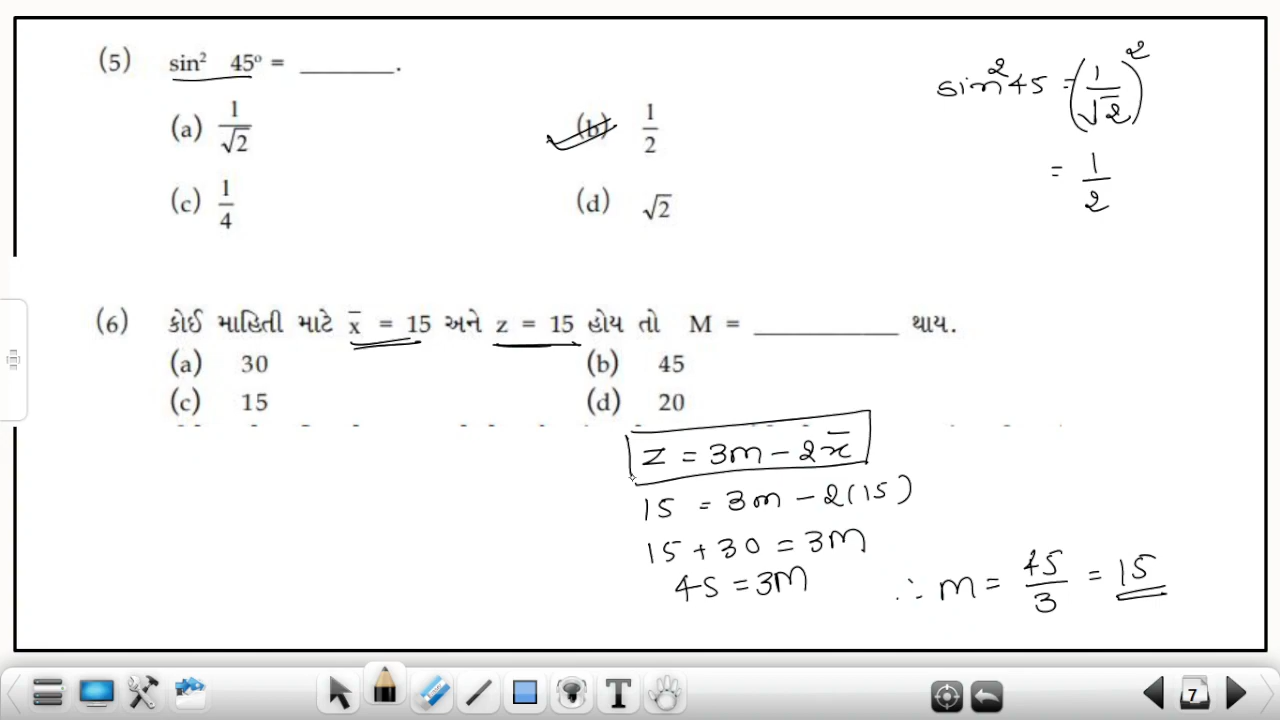 (5) sin² 45° = ________.
(a) 1/√2 (b) 1/2
(c) 1/4 (d) √2
sin²45 = (1/√2)²
= 1/2
(6) કોઈ માહિતી માટે x̄ = 15 અને z = 15 હોય તો M = ____________ થાય.
(a) 30 (b) 45
(c) 15 (d) 20
Z = 3m − 2x̄
15 = 3m − 2(15)
15 + 30 = 3M
45 = 3M ∴ m = 45/3 = 15
T 7